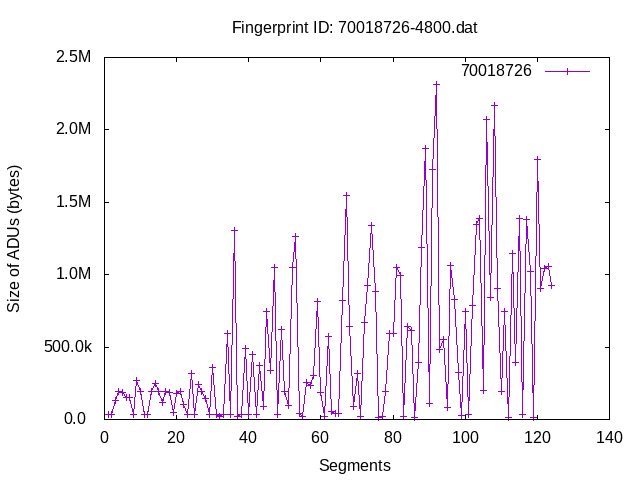 Fingerprint ID: 70018726-4800.dat
2.5M
70018726
2.0M
1.5M
1.0M
500.0k
0.0
0 20 40 60 80 100 120 140
Size of ADUs (bytes)
Segments